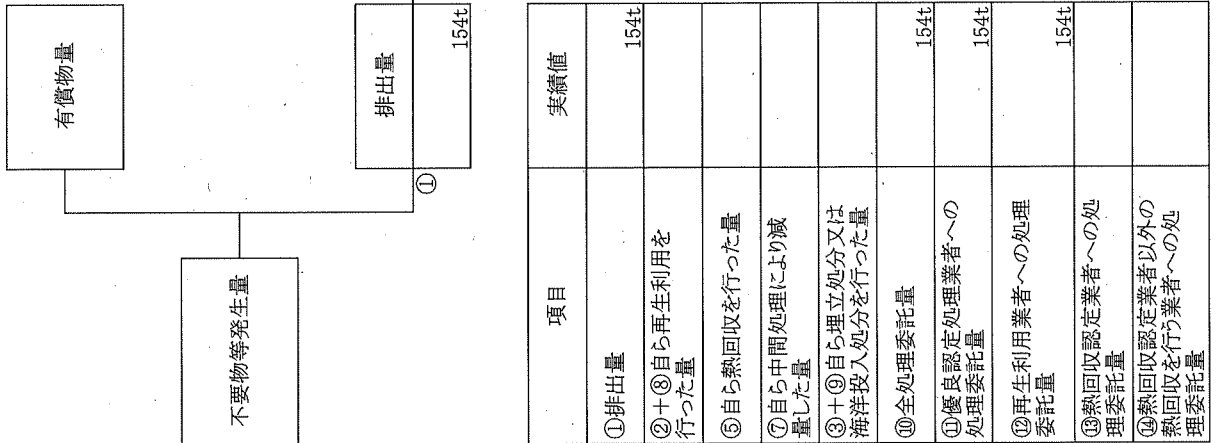 有償物量
不要物等発生量
①
排出量
154t
項目
実績値
①排出量
154t
②+⑧自ら再生利用を
行った量
⑤自ら熱回収を行った量
⑦自ら中間処理により減
量した量
③+⑨自ら埋立処分又は
海洋投入処分を行った量
⑩全処理委託量
154t
⑪優良認定処理業者への
処理委託量
154t
⑫再生利用業者への処理
委託量
154t
⑬熱回収認定業者への処
理委託量
⑭熱回収認定業者以外の
熱回収を行う業者への処
理委託量